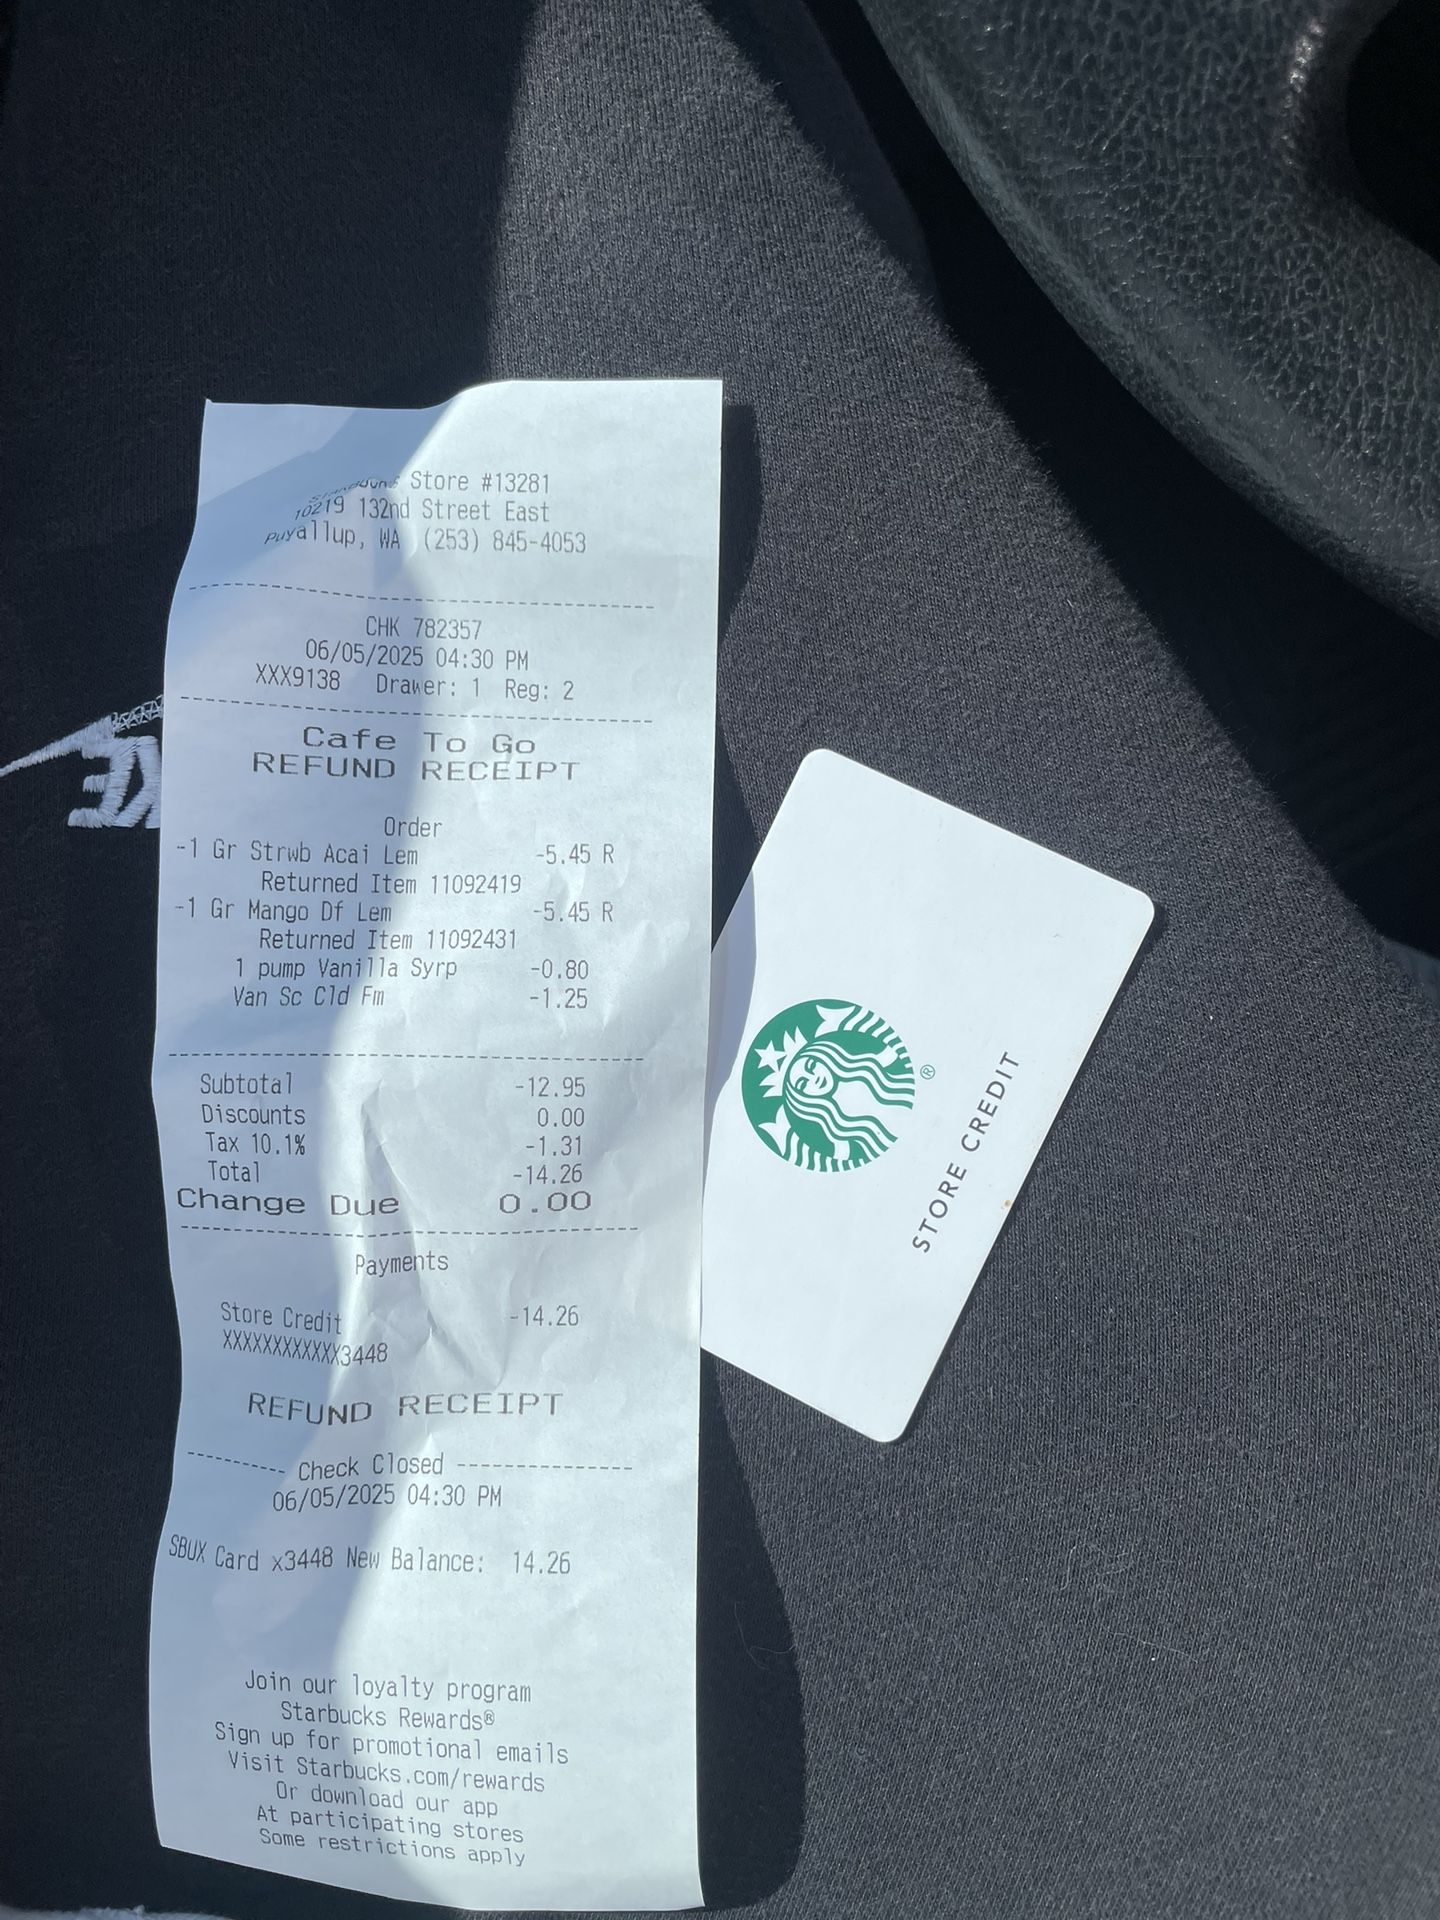 Store #13281
10219 132nd Street East
Puyallup, WA (253) 845-4053
CHK 782357
06/05/2025 04:30 PM
XXX9138 Drawer: 1 Reg: 2
Cafe To Go
REFUND RECEIPT
Order
-1 Gr Strwb Acai Lem -5.45 R
Returned Item 11092419
-1 Gr Mango Df Lem -5.45 R
Returned Item 11092431
1 pump Vanilla Syrp -0.80
Van Sc Cld Fm -1.25
Subtotal -12.95
Discounts 0.00
Tax 10.1% -1.31
Total -14.26
Change Due 0.00
Payments
Store Credit -14.26
XXXXXXXXXXXX3448
REFUND RECEIPT
Check Closed
06/05/2025 04:30 PM
SBUX Card x3448 New Balance: 14.26
Join our loyalty program
Starbucks Rewards®
Sign up for promotional emails
Visit Starbucks.com/rewards
Or download our app
At participating stores
Some restrictions apply
®
STORE CREDIT